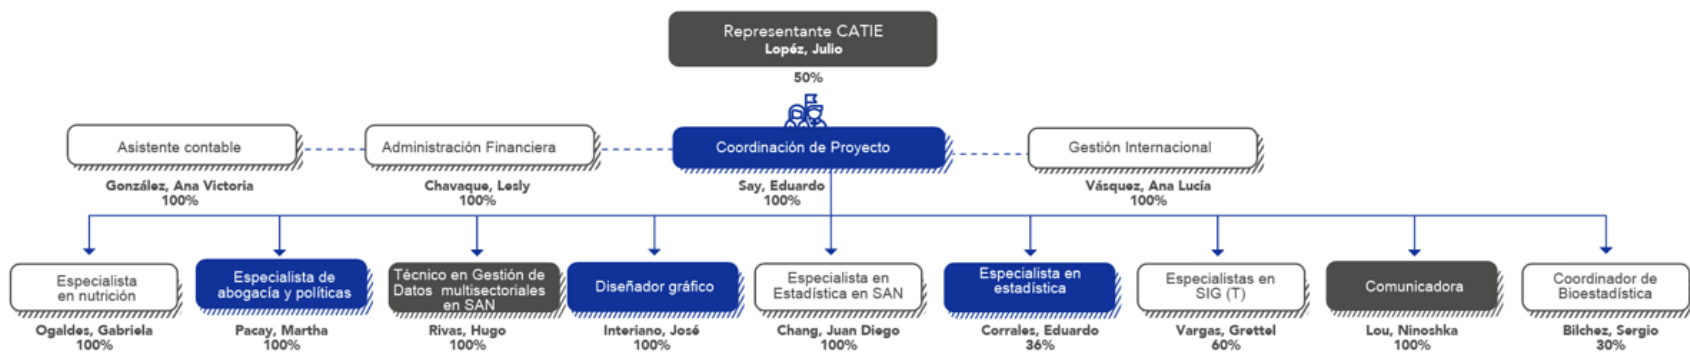 Representante CATIE
Lopéz, Julio
50%
Asistente contable
González, Ana Victoria
100%
Administración Financiera
Chavaque, Lesly
100%
Coordinación de Proyecto
Say, Eduardo
100%
Gestión Internacional
Vásquez, Ana Lucía
100%
Especialista
en nutrición
Ogaldes, Gabriela
100%
Especialista de
abogacía y políticas
Pacay, Martha
100%
Técnico en Gestión de
Datos multisectoriales
en SAN
Rivas, Hugo
100%
Diseñador gráfico
Interiano, José
100%
Especialista en
Estadística en SAN
Chang, Juan Diego
100%
Especialista en
estadística
Corrales, Eduardo
36%
Especialistas en
SIG (T)
Vargas, Grettel
60%
Comunicadora
Lou, Ninoshka
100%
Coordinador de
Bioestadística
Bilchez, Sergio
30%